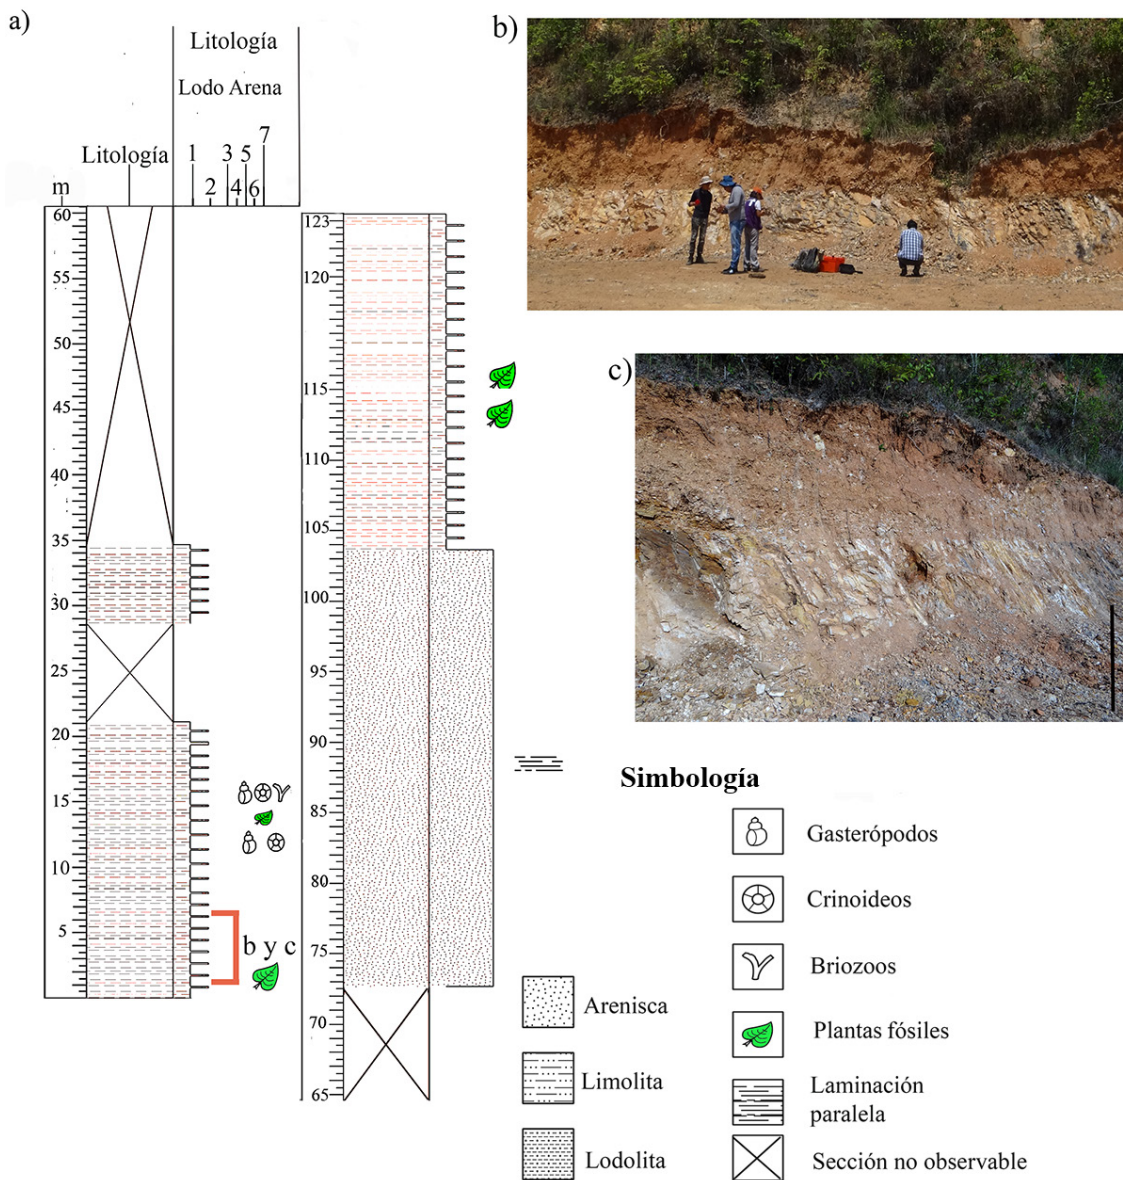 a)
Litología
Lodo Arena
Litología
1 3 5 7
2 4 6
m
60
55
50
45
40
35
30
25
20
15
10
5
b y c
123
120
115
110
105
100
95
90
85
80
75
70
65
b)
c)
Simbología
Gasterópodos
Crinoideos
Briozoos
Plantas fósiles
Laminación
paralela
Sección no observable
Arenisca
Limolita
Lodolita